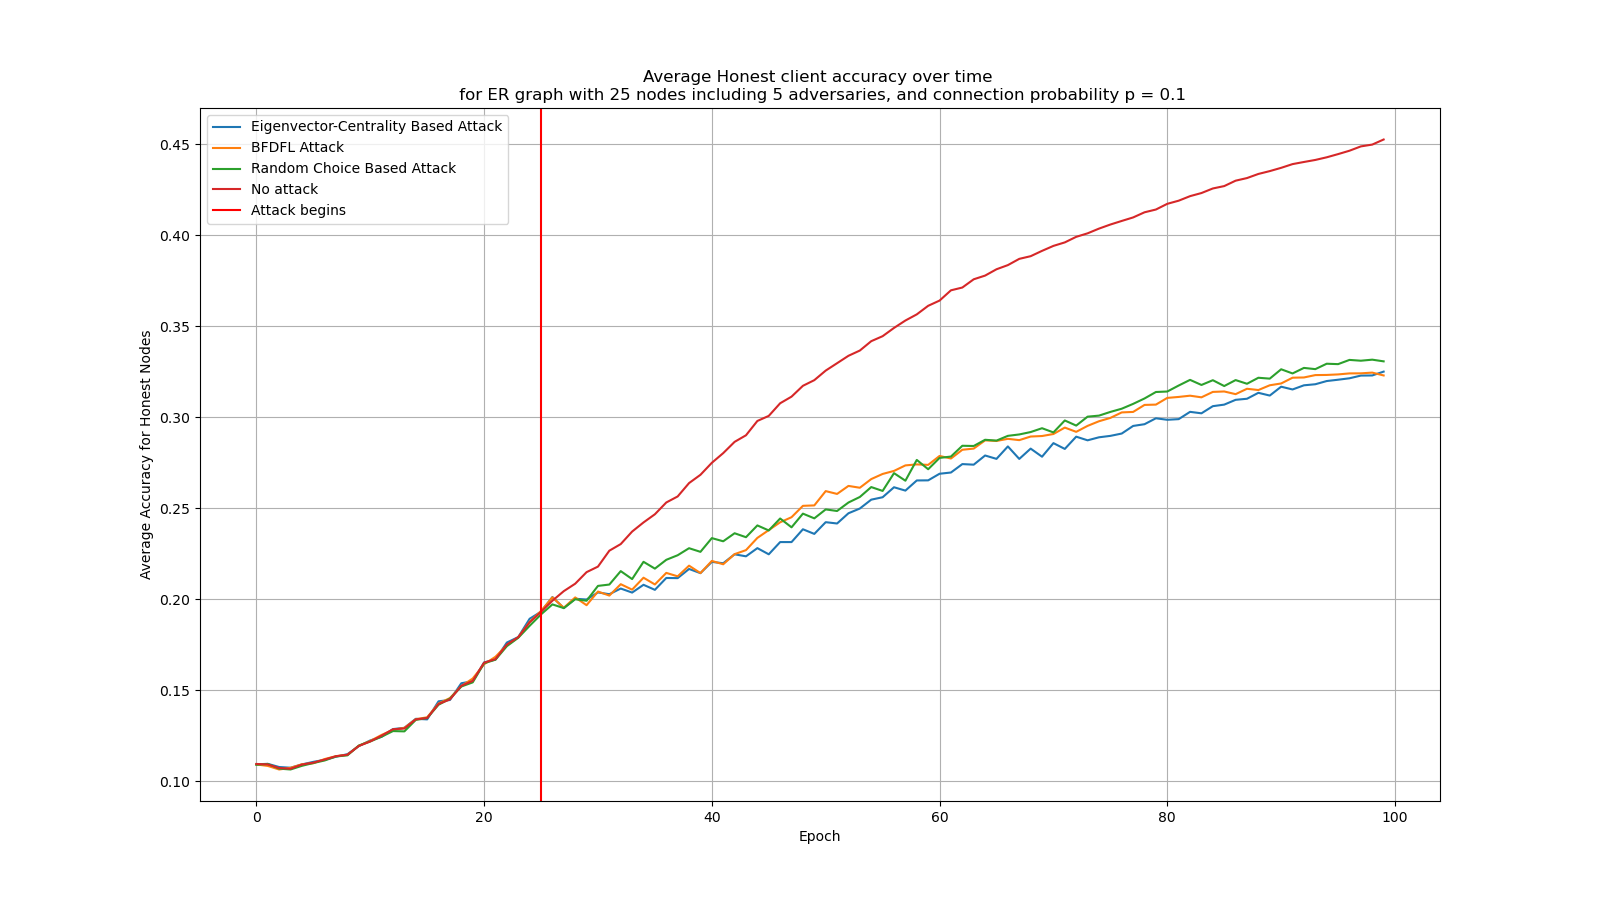 Average Honest client accuracy over time
for ER graph with 25 nodes including 5 adversaries, and connection probability p = 0.1
Eigenvector-Centrality Based Attack
BFDFL Attack
Random Choice Based Attack
No attack
Attack begins
0.45
0.40
0.35
0.30
0.25
0.20
0.15
0.10
Average Accuracy for Honest Nodes
0 20 40 60 80 100
Epoch